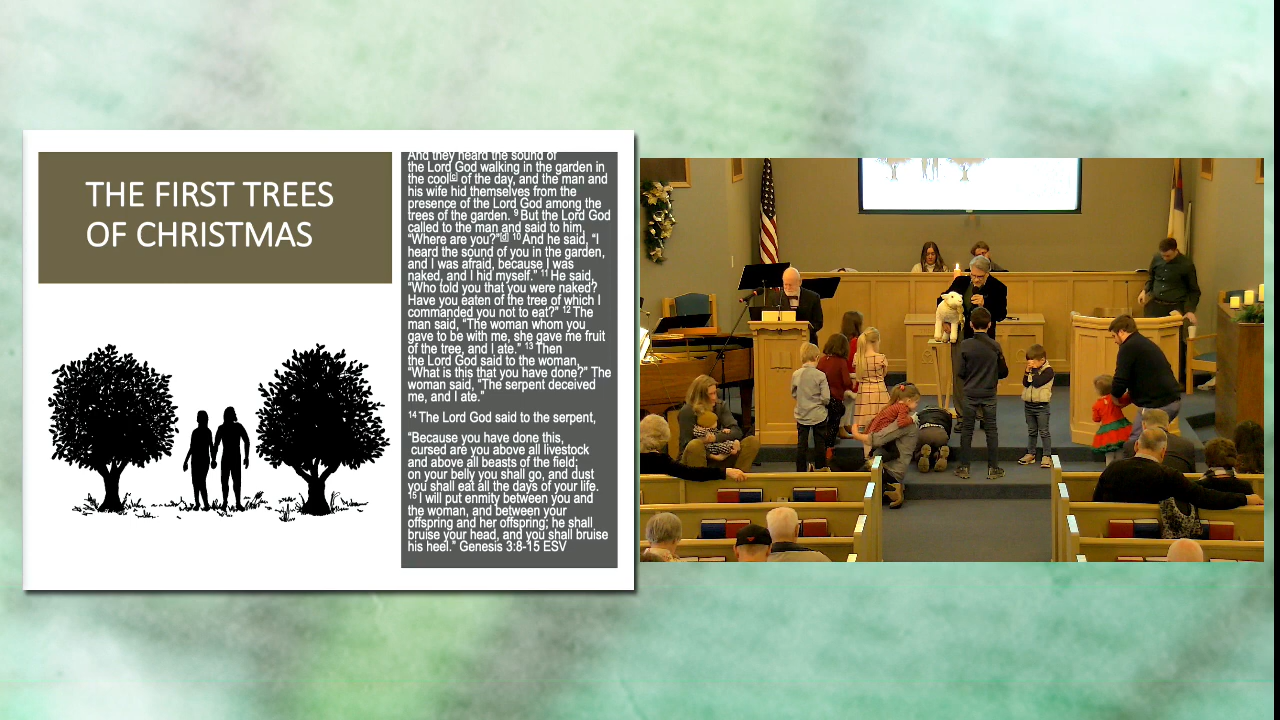 THE FIRST TREES
OF CHRISTMAS
And they heard the sound of
the Lord God walking in the garden in
the cool[c] of the day, and the man and
his wife hid themselves from the
presence of the Lord God among the
trees of the garden. 9 But the Lord God
called to the man and said to him,
“Where are you?”[d] 10 And he said, “I
heard the sound of you in the garden,
and I was afraid, because I was
naked, and I hid myself.” 11 He said,
“Who told you that you were naked?
Have you eaten of the tree of which I
commanded you not to eat?” 12 The
man said, “The woman whom you
gave to be with me, she gave me fruit
of the tree, and I ate.” 13 Then
the Lord God said to the woman,
“What is this that you have done?” The
woman said, “The serpent deceived
me, and I ate.”
14 The Lord God said to the serpent,
“Because you have done this,
cursed are you above all livestock
and above all beasts of the field;
on your belly you shall go, and dust
you shall eat all the days of your life.
15 I will put enmity between you and
the woman, and between your
offspring and her offspring; he shall
bruise your head, and you shall bruise
his heel.” Genesis 3:8-15 ESV